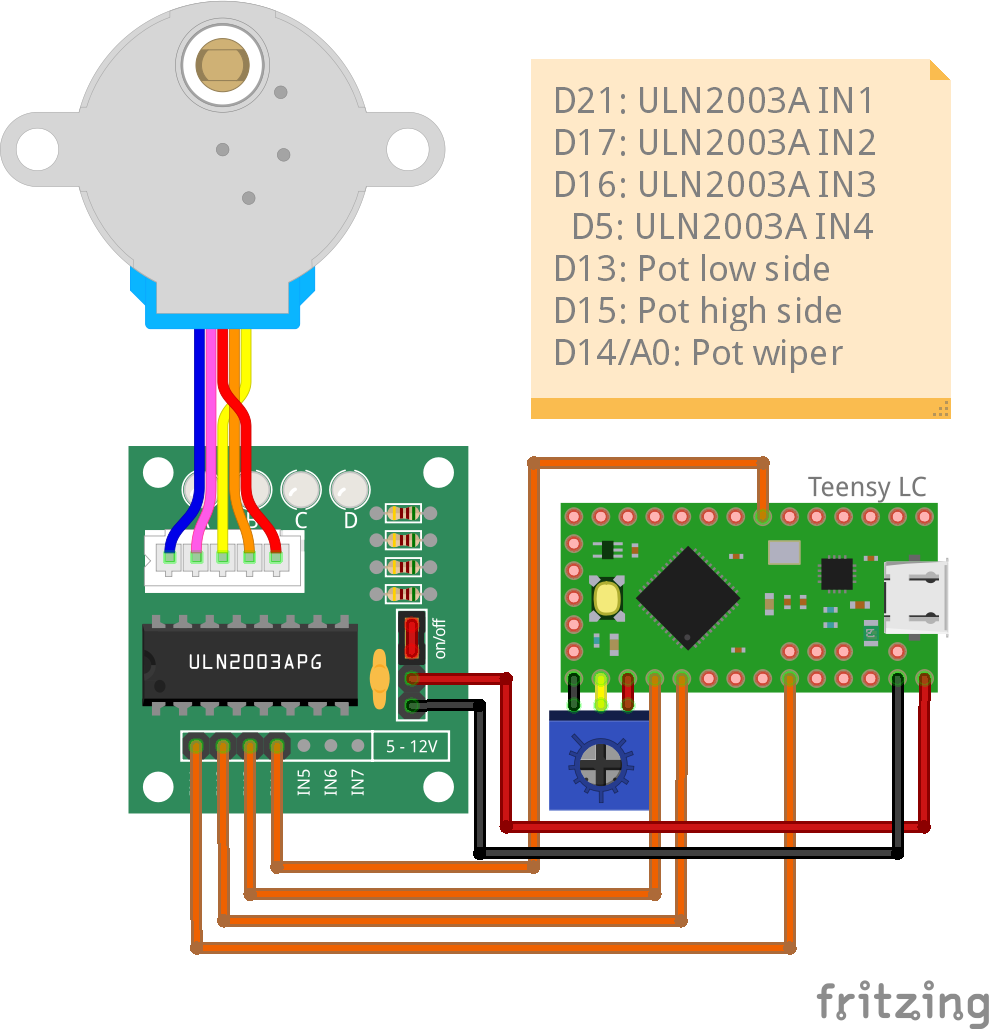 D21: ULN2003A IN1
D17: ULN2003A IN2
D16: ULN2003A IN3
D5: ULN2003A IN4
D13: Pot low side
D15: Pot high side
D14/A0: Pot wiper
Teensy LC
C D
on/off
ULN2003APG
5 - 12V
IN5 IN6 IN7
fritzing